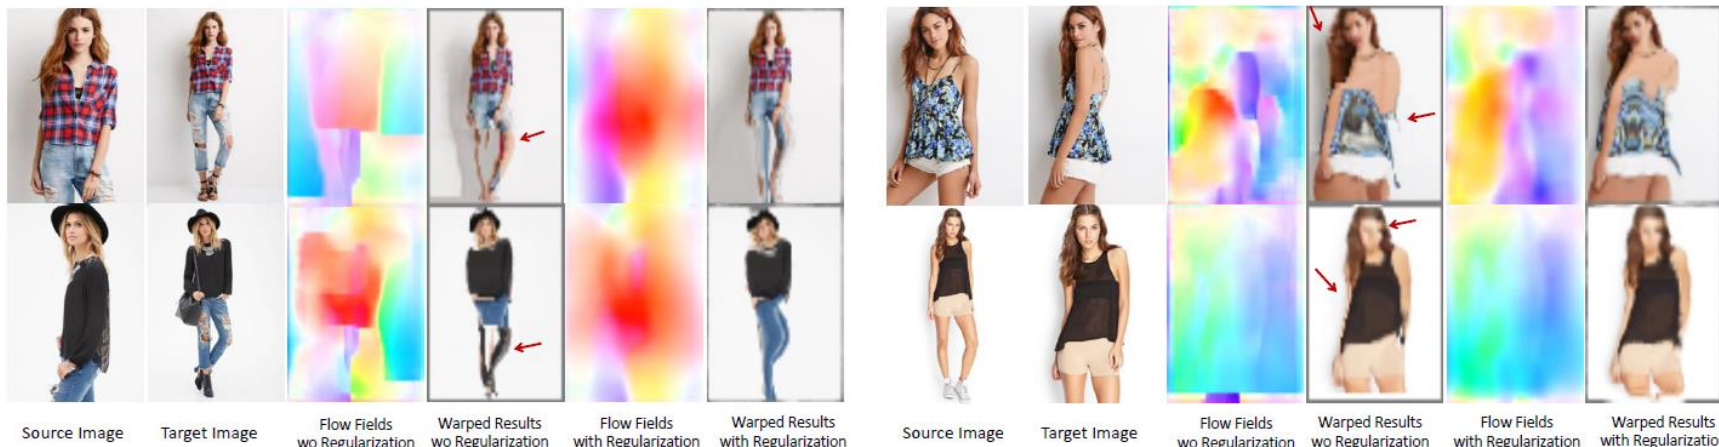 Source Image
Target Image
Flow Fields
wo Regularization
Warped Results
wo Regularization
Flow Fields
with Regularization
Warped Results
with Regularization
Source Image
Target Image
Flow Fields
wo Regularization
Warped Results
wo Regularization
Flow Fields
with Regularization
Warped Results
with Regularizatio